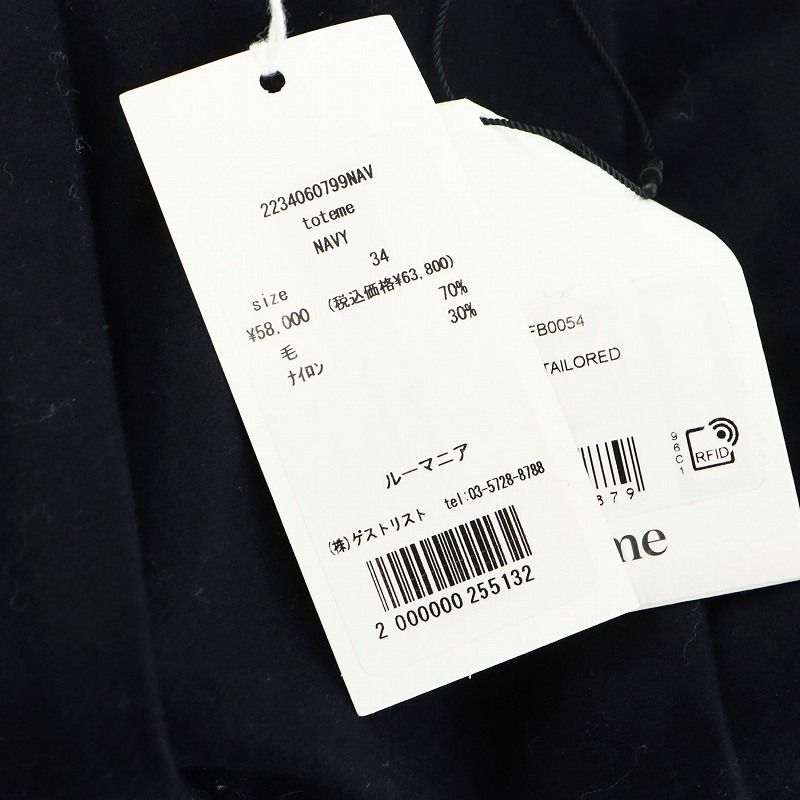 2234060799NAV
toteme
NAVY
size 34
¥58,000 (税込価格¥63,800)
毛 70%
ﾅｲﾛﾝ 30%
ルーマニア
(株)ゲストリスト tel:03-5728-8788
2 000000 255132
FB0054
TAILORED
879
96C1
RFID
me